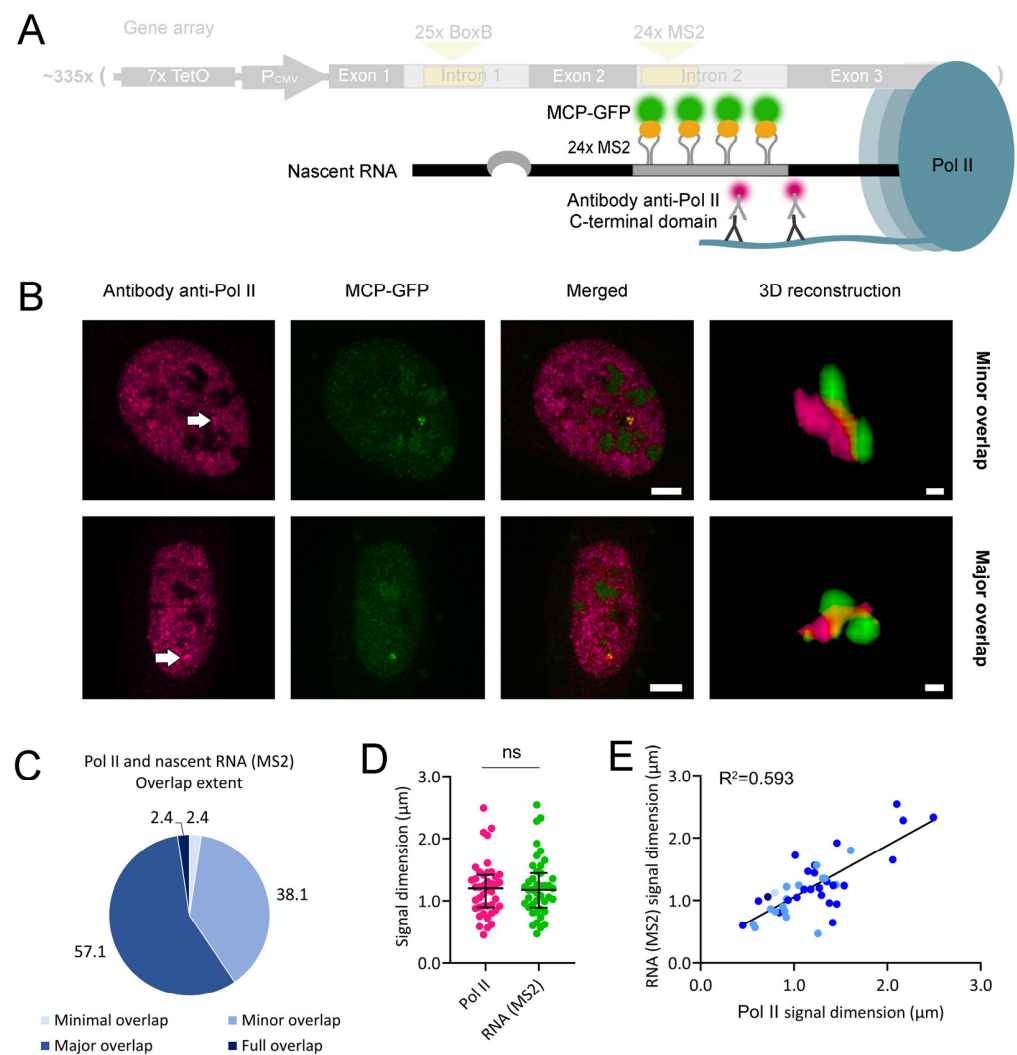 A
Gene array
25x BoxB
24x MS2
~335x (
7x TetO
PCMV
Exon 1
Intron 1
Exon 2
Intron 2
Exon 3
)
MCP-GFP
24x MS2
Nascent RNA
Pol II
Antibody anti-Pol II
C-terminal domain
B
Antibody anti-Pol II
MCP-GFP
Merged
3D reconstruction
Minor overlap
Major overlap
C
Pol II and nascent RNA (MS2)
Overlap extent
2.4
2.4
38.1
57.1
Minimal overlap
Minor overlap
Major overlap
Full overlap
D
ns
Signal dimension (µm)
3.0
2.0
1.0
0.0
Pol II
RNA (MS2)
E
R²=0.593
RNA (MS2) signal dimension (µm)
3.0
2.0
1.0
0.0
0.0
1.0
2.0
3.0
Pol II signal dimension (µm)